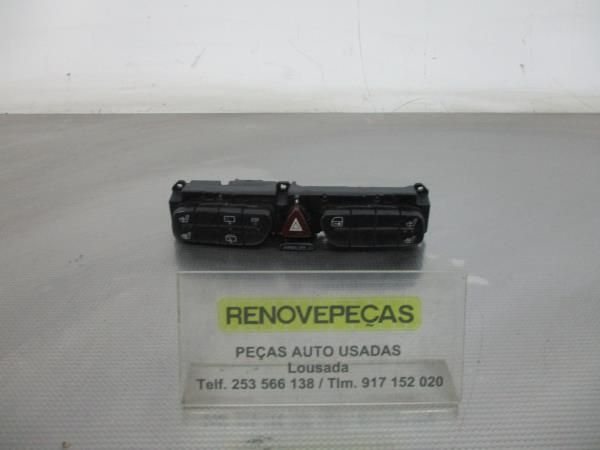 RENOVEPEÇAS
PEÇAS AUTO USADAS
Lousada
Telf. 253 566 138 / Tlm. 917 152 020